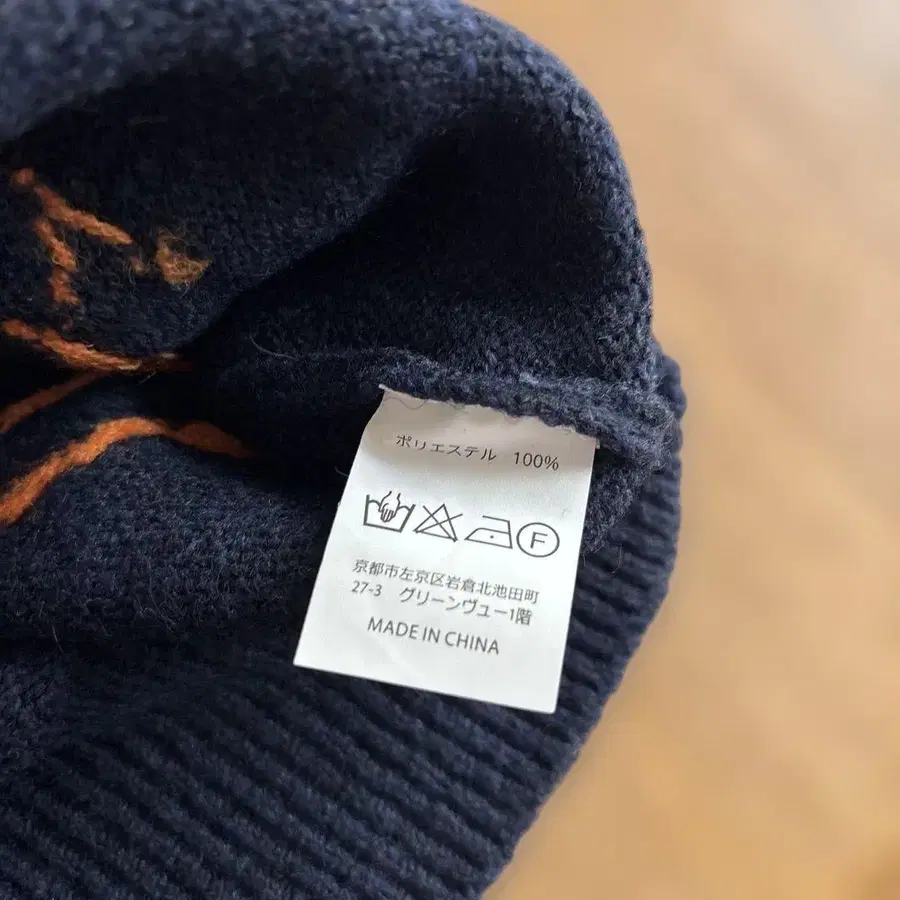 ポリエステル 100%
F
京都市左京区岩倉北池田町
27-3 グリーンヴュー1階
MADE IN CHINA